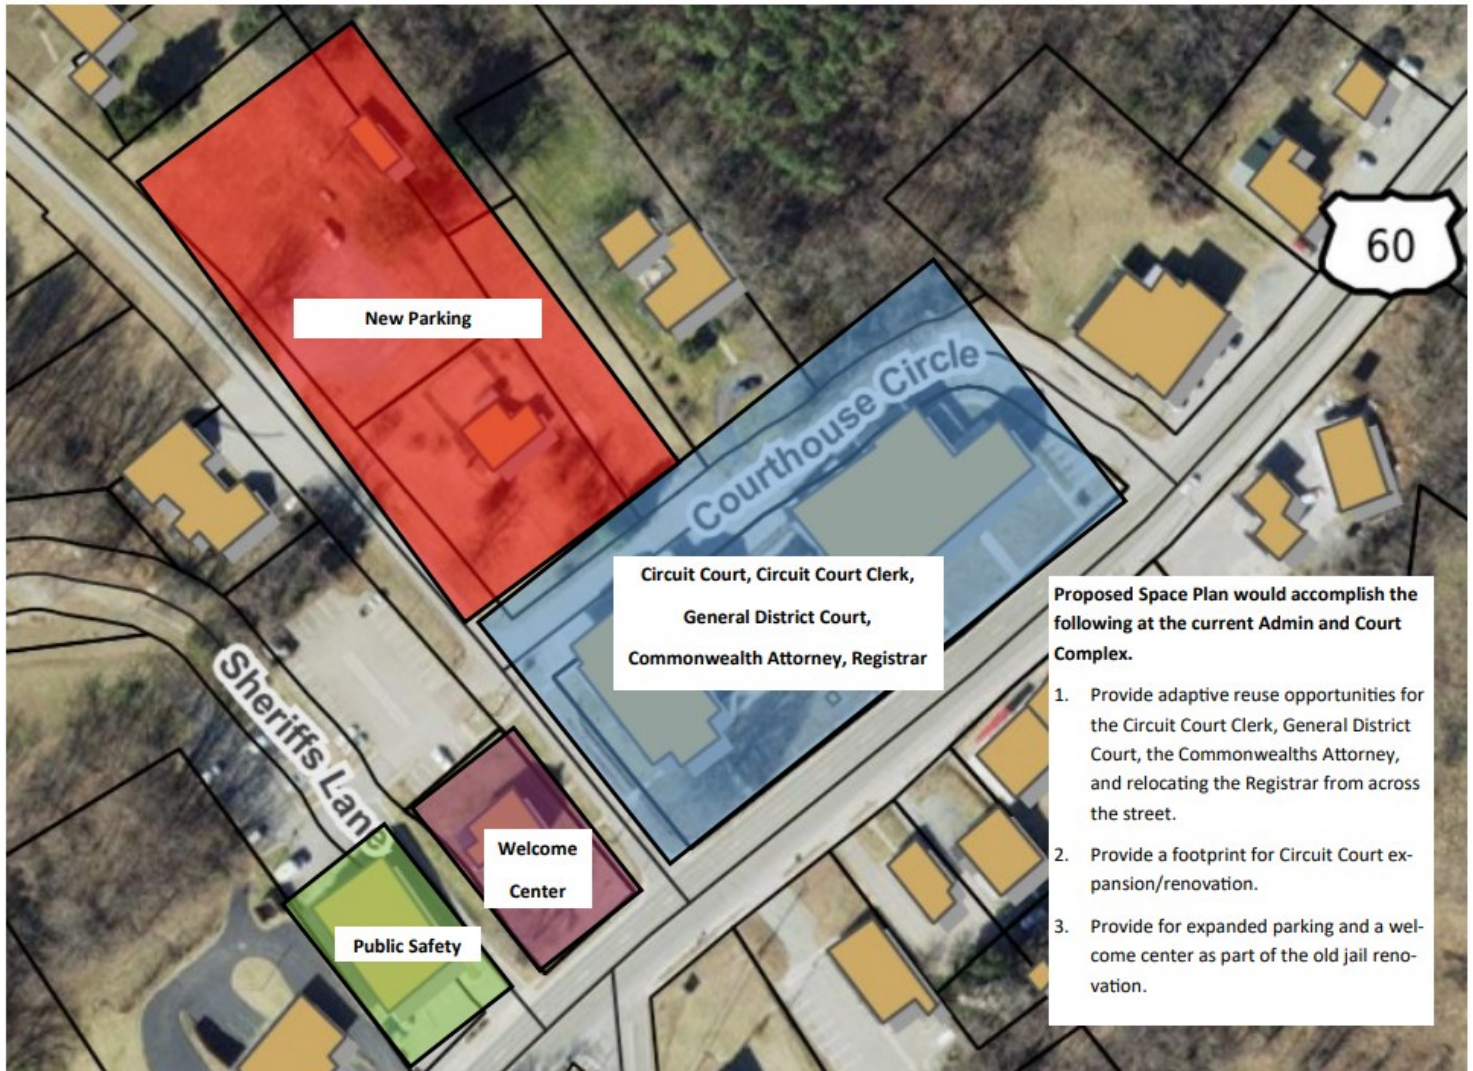 60
New Parking
Courthouse Circle
Circuit Court, Circuit Court Clerk,
General District Court,
Commonwealth Attorney, Registrar
Sheriffs Lane
Welcome
Center
Public Safety
Proposed Space Plan would accomplish the
following at the current Admin and Court
Complex.
1. Provide adaptive reuse opportunities for
the Circuit Court Clerk, General District
Court, the Commonwealths Attorney,
and relocating the Registrar from across
the street.
2. Provide a footprint for Circuit Court ex-
pansion/renovation.
3. Provide for expanded parking and a wel-
come center as part of the old jail reno-
vation.